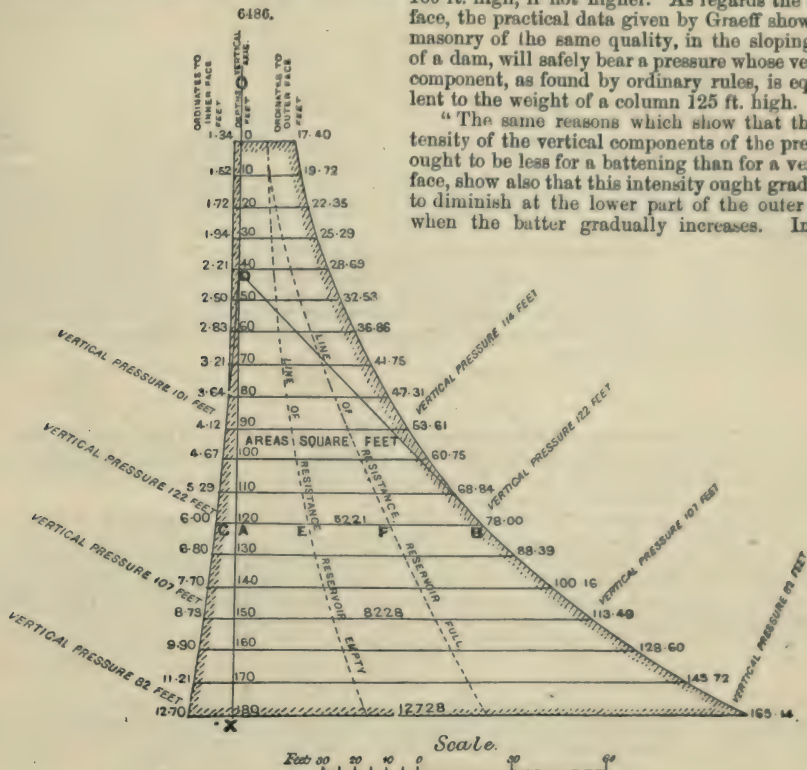 180 ft. high, if not higher. As regards the
face, the practical data given by Graeff show
masonry of the same quality, in the sloping
of a dam, will safely bear a pressure whose ve
component, as found by ordinary rules, is eq
lent to the weight of a column 125 ft. high.
"The same reasons which show that th
tensity of the vertical components of the pre
ought to be less for a battening than for a ve
face, show also that this intensity ought grad
to diminish at the lower part of the outer
when the batter gradually increases. In
6486.
ORDINATES TO INNER FACE FEET
DEPTHS VERTICAL FEET AXIS.
ORDINATES TO OUTER FACE FEET
O
1·34 0 17·40
1·52 10 19·72
1·72 20 22·35
1·94 30 25·29
2·21 40 28·69
D
2·50 50 32·53
2·83 60 36·86
3·21 70 41·75
3·64 80 47·31
4·12 90 53·61
AREAS SQUARE FEET
4·67 100 60·75
5·29 110 68·84
6·00 120 5221 78·00
C A E F B
6·80 130 88·39
7·70 140 100·16
8·73 150 8228 113·49
9·90 160 128·60
11·21 170 145·72
12·70 180 12728 165·14
X
VERTICAL PRESSURE 101 FEET
VERTICAL PRESSURE 122 FEET
VERTICAL PRESSURE 107 FEET
VERTICAL PRESSURE 82 FEET
VERTICAL PRESSURE 114 FEET
VERTICAL PRESSURE 122 FEET
VERTICAL PRESSURE 107 FEET
VERTICAL PRESSURE 82 FEET
LINE OF RESISTANCE RESERVOIR EMPTY
LINE OF RESISTANCE RESERVOIR FULL
Scale.
Feet 30 20 10 0 30 60